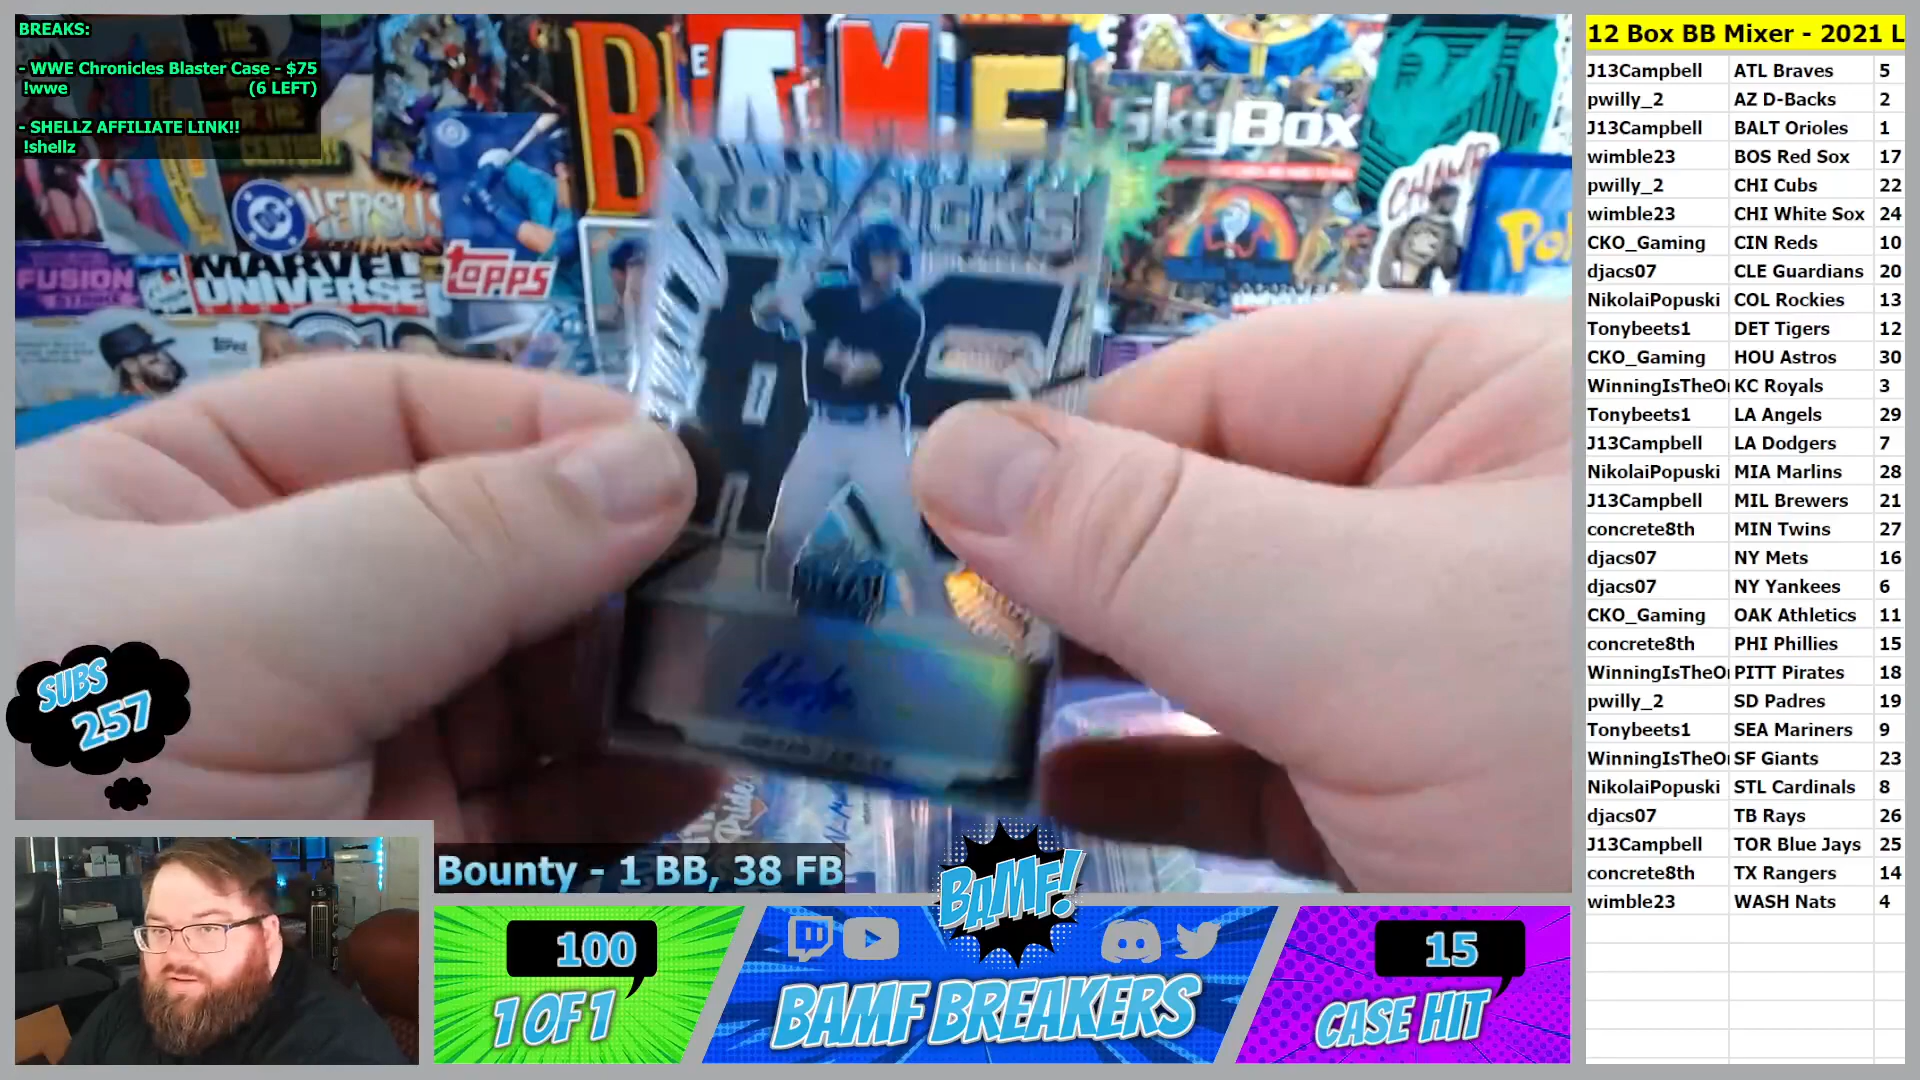 BREAKS:
- WWE Chronicles Blaster Case - $75
!wwe (6 LEFT)
- SHELLZ AFFILIATE LINK!!
!shellz
SkyBox
CHAMP
DC
VERSUS
MARVEL
UNIVERSE
FUSION
STRIKE
topps
TOP PICKS
SUBS
257
Bounty - 1 BB, 38 FB
BAMF!
100
1 OF 1
BAMF BREAKERS
15
CASE HIT
12 Box BB Mixer - 2021 L
J13Campbell ATL Braves 5
pwilly_2 AZ D-Backs 2
J13Campbell BALT Orioles 1
wimble23 BOS Red Sox 17
pwilly_2 CHI Cubs 22
wimble23 CHI White Sox 24
CKO_Gaming CIN Reds 10
djacs07 CLE Guardians 20
NikolaiPopuski COL Rockies 13
Tonybeets1 DET Tigers 12
CKO_Gaming HOU Astros 30
WinningIsTheO KC Royals 3
Tonybeets1 LA Angels 29
J13Campbell LA Dodgers 7
NikolaiPopuski MIA Marlins 28
J13Campbell MIL Brewers 21
concrete8th MIN Twins 27
djacs07 NY Mets 16
djacs07 NY Yankees 6
CKO_Gaming OAK Athletics 11
concrete8th PHI Phillies 15
WinningIsTheO PITT Pirates 18
pwilly_2 SD Padres 19
Tonybeets1 SEA Mariners 9
WinningIsTheO SF Giants 23
NikolaiPopuski STL Cardinals 8
djacs07 TB Rays 26
J13Campbell TOR Blue Jays 25
concrete8th TX Rangers 14
wimble23 WASH Nats 4